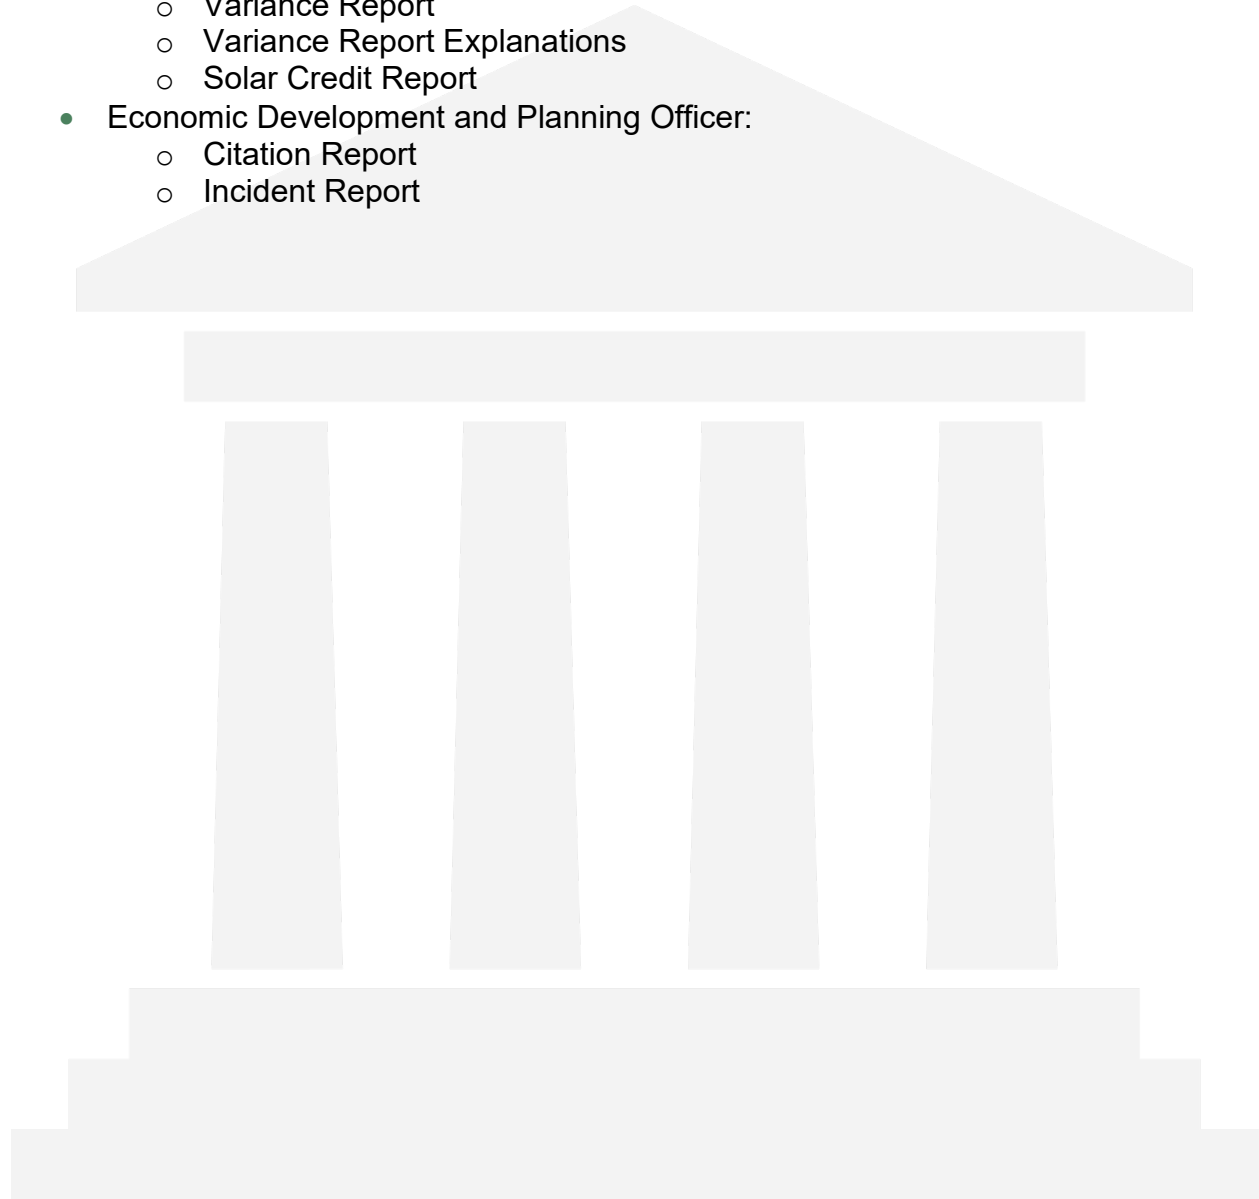 o Variance Report
o Variance Report Explanations
o Solar Credit Report
• Economic Development and Planning Officer:
o Citation Report
o Incident Report